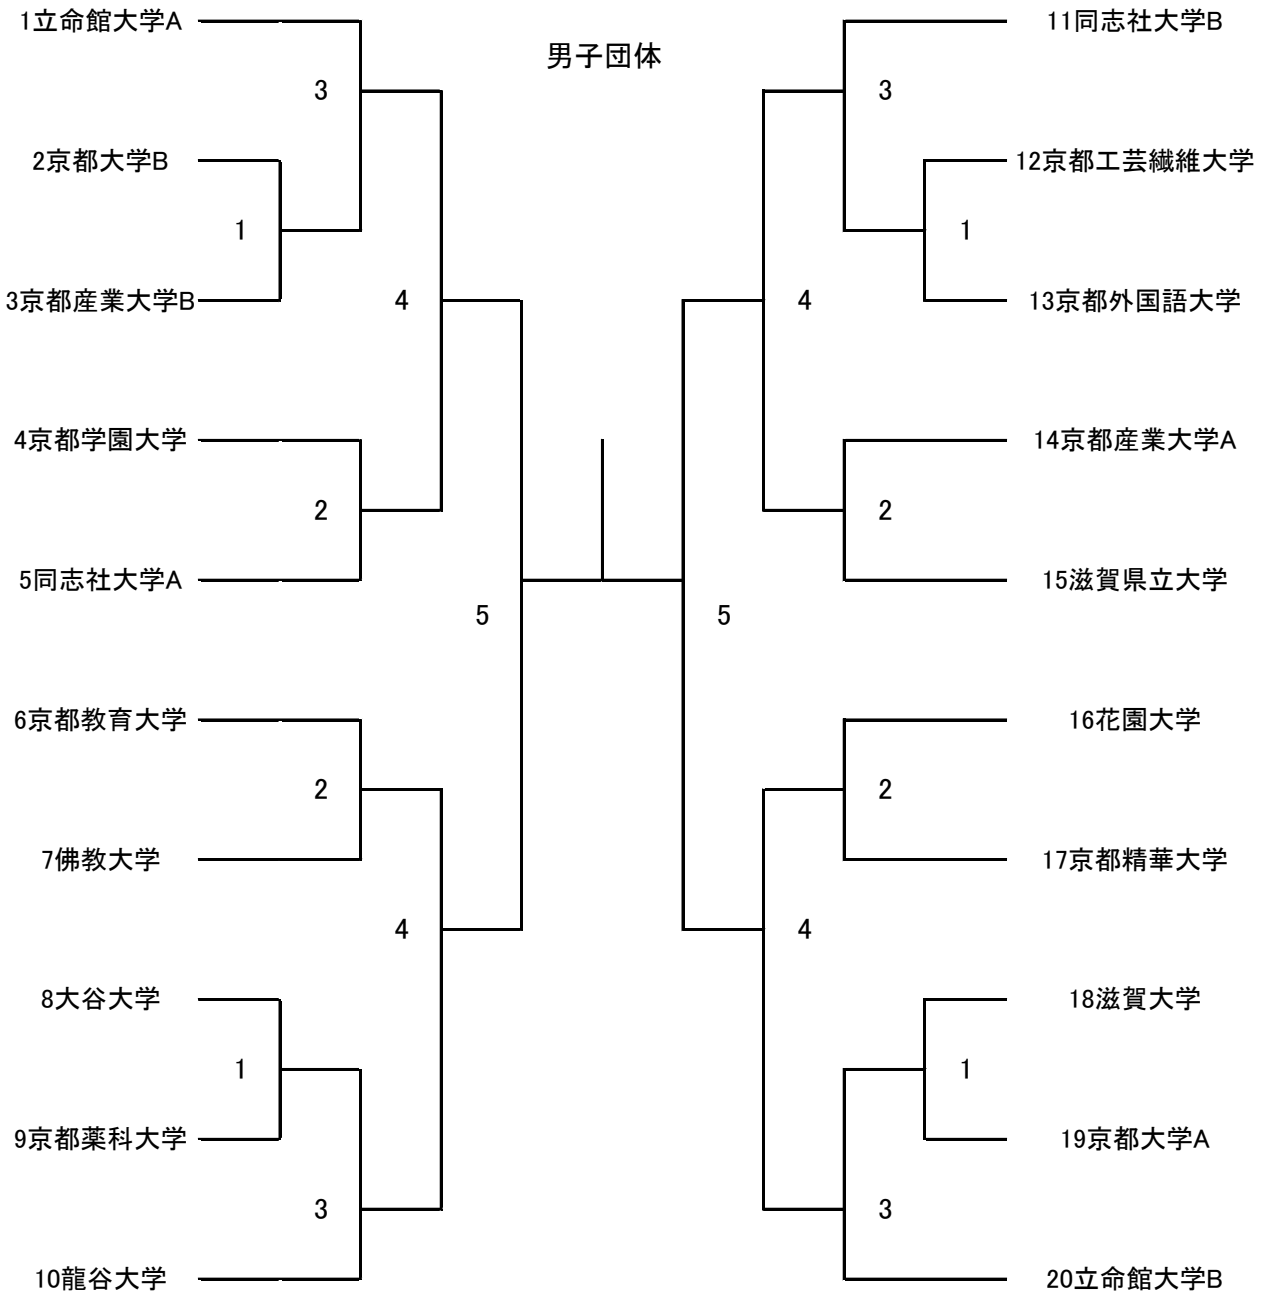 男子団体
1立命館大学A
3
2京都大学B
1
3京都産業大学B
4
4京都学園大学
2
5同志社大学A
5
6京都教育大学
2
7佛教大学
4
8大谷大学
1
9京都薬科大学
3
10龍谷大学
11同志社大学B
3
12京都工芸繊維大学
1
13京都外国語大学
4
14京都産業大学A
2
15滋賀県立大学
5
16花園大学
2
17京都精華大学
4
18滋賀大学
1
19京都大学A
3
20立命館大学B